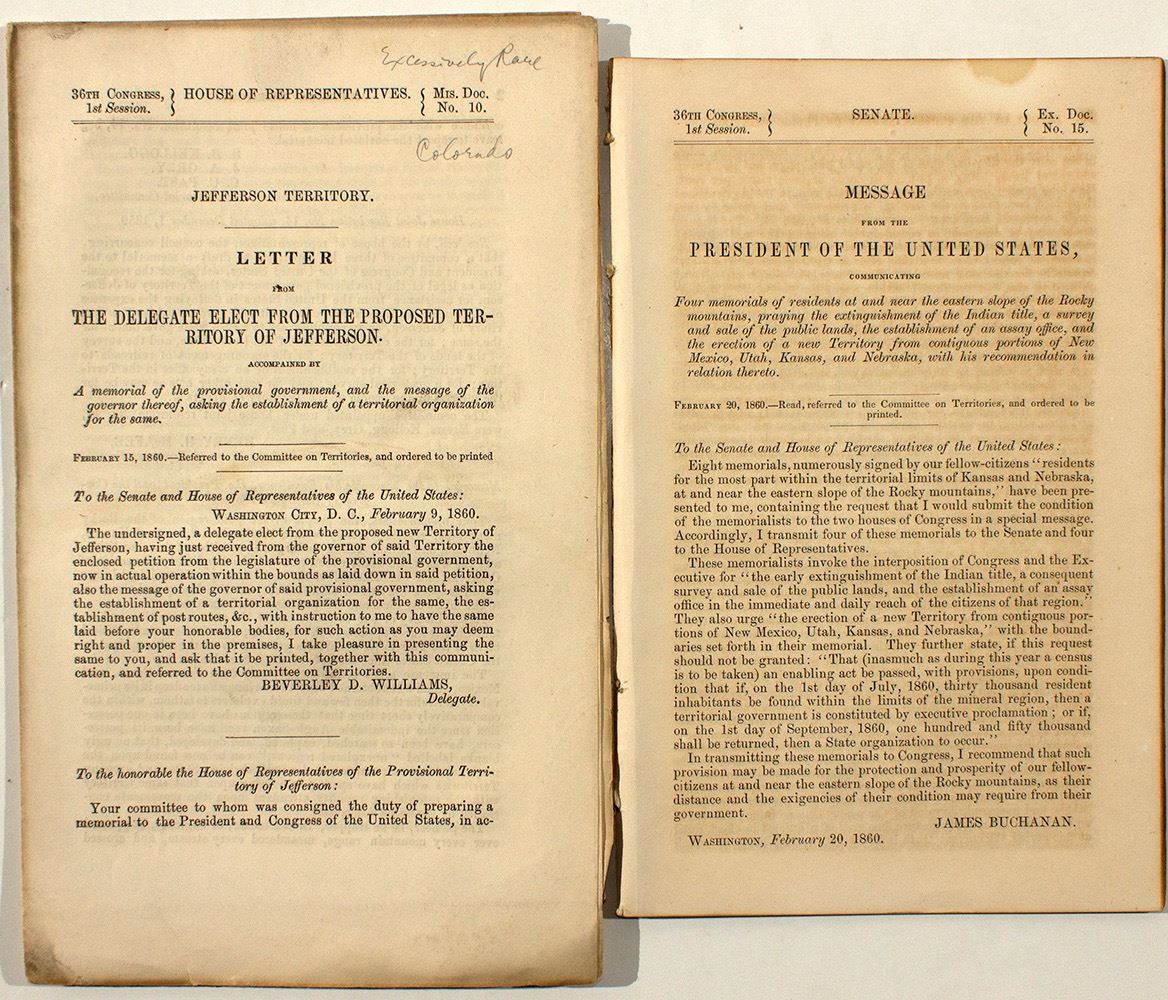 Excessively Rare
36TH CONGRESS, } HOUSE OF REPRESENTATIVES. { MIS. DOC.
1st Session. } { No. 10.
Colorado
JEFFERSON TERRITORY.
LETTER
FROM
THE DELEGATE ELECT FROM THE PROPOSED TER-
RITORY OF JEFFERSON.
ACCOMPAINED BY
A memorial of the provisional government, and the message of the
governor thereof, asking the establishment of a territorial organization
for the same.
FEBRUARY 15, 1860.—Referred to the Committee on Territories, and ordered to be printed
To the Senate and House of Representatives of the United States:
WASHINGTON CITY, D. C., February 9, 1860.
The undersigned, a delegate elect from the proposed new Territory of
Jefferson, having just received from the governor of said Territory the
enclosed petition from the legislature of the provisional government,
now in actual operation within the bounds as laid down in said petition,
also the message of the governor of said provisional government, asking
the establishment of a territorial organization for the same, the es-
tablishment of post routes, &c., with instruction to me to have the same
laid before your honorable bodies, for such action as you may deem
right and proper in the premises, I take pleasure in presenting the
same to you, and ask that it be printed, together with this communi-
cation, and referred to the Committee on Territories.
BEVERLEY D. WILLIAMS,
Delegate.
To the honorable the House of Representatives of the Provisional Terri-
tory of Jefferson:
Your committee to whom was consigned the duty of preparing a
memorial to the President and Congress of the United States, in ac-
36TH CONGRESS, } SENATE. { EX. DOC.
1st Session. } { No. 15.
MESSAGE
FROM THE
PRESIDENT OF THE UNITED STATES,
COMMUNICATING
Four memorials of residents at and near the eastern slope of the Rocky
mountains, praying the extinguishment of the Indian title, a survey
and sale of the public lands, the establishment of an assay office, and
the erection of a new Territory from contiguous portions of New
Mexico, Utah, Kansas, and Nebraska, with his recommendation in
relation thereto.
FEBRUARY 20, 1860.—Read, referred to the Committee on Territories, and ordered to be
printed.
To the Senate and House of Representatives of the United States:
Eight memorials, numerously signed by our fellow-citizens "residents
for the most part within the territorial limits of Kansas and Nebraska,
at and near the eastern slope of the Rocky mountains," have been pre-
sented to me, containing the request that I would submit the condition
of the memorialists to the two houses of Congress in a special message.
Accordingly, I transmit four of these memorials to the Senate and four
to the House of Representatives.
These memorialists invoke the interposition of Congress and the Ex-
ecutive for "the early extinguishment of the Indian title, a consequent
survey and sale of the public lands, and the establishment of an assay
office in the immediate and daily reach of the citizens of that region."
They also urge "the erection of a new Territory from contiguous por-
tions of New Mexico, Utah, Kansas, and Nebraska," with the bound-
aries set forth in their memorial. They further state, if this request
should not be granted: "That (inasmuch as during this year a census
is to be taken) an enabling act be passed, with provisions, upon condi-
tion that if, on the 1st day of July, 1860, thirty thousand resident
inhabitants be found within the limits of the mineral region, then a
territorial government is constituted by executive proclamation; or if,
on the 1st day of September, 1860, one hundred and fifty thousand
shall be returned, then a State organization to occur."
In transmitting these memorials to Congress, I recommend that such
provision may be made for the protection and prosperity of our fellow-
citizens at and near the eastern slope of the Rocky mountains, as their
distance and the exigencies of their condition may require from their
government.
JAMES BUCHANAN.
WASHINGTON, February 20, 1860.